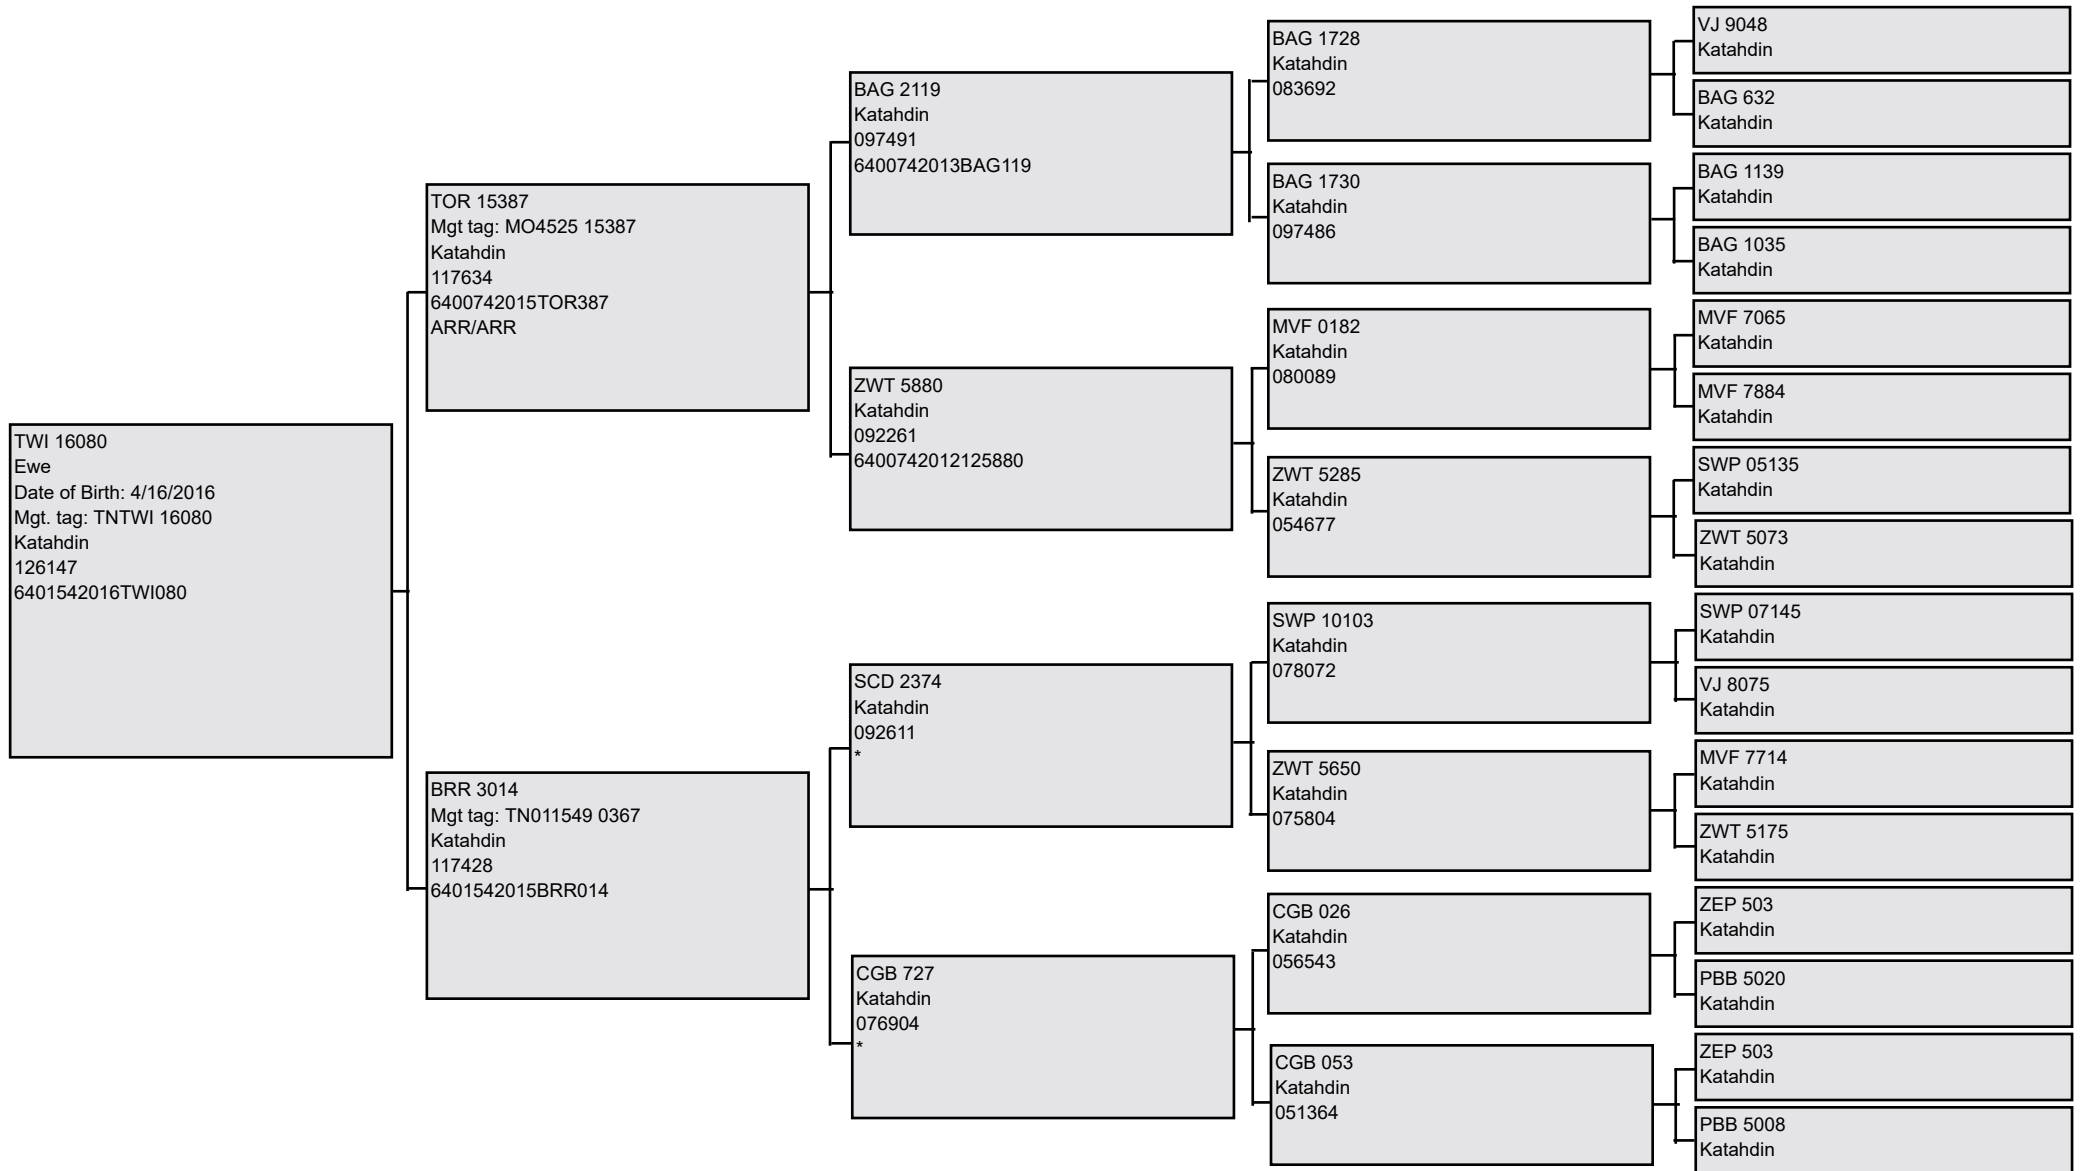 TWI 16080
Ewe
Date of Birth: 4/16/2016
Mgt. tag: TNTWI 16080
Katahdin
126147
6401542016TWI080
TOR 15387
Mgt tag: MO4525 15387
Katahdin
117634
6400742015TOR387
ARR/ARR
BRR 3014
Mgt tag: TN011549 0367
Katahdin
117428
6401542015BRR014
BAG 2119
Katahdin
097491
6400742013BAG119
ZWT 5880
Katahdin
092261
6400742012125880
SCD 2374
Katahdin
092611
*
CGB 727
Katahdin
076904
*
BAG 1728
Katahdin
083692
BAG 1730
Katahdin
097486
MVF 0182
Katahdin
080089
ZWT 5285
Katahdin
054677
SWP 10103
Katahdin
078072
ZWT 5650
Katahdin
075804
CGB 026
Katahdin
056543
CGB 053
Katahdin
051364
VJ 9048
Katahdin
BAG 632
Katahdin
BAG 1139
Katahdin
BAG 1035
Katahdin
MVF 7065
Katahdin
MVF 7884
Katahdin
SWP 05135
Katahdin
ZWT 5073
Katahdin
SWP 07145
Katahdin
VJ 8075
Katahdin
MVF 7714
Katahdin
ZWT 5175
Katahdin
ZEP 503
Katahdin
PBB 5020
Katahdin
ZEP 503
Katahdin
PBB 5008
Katahdin